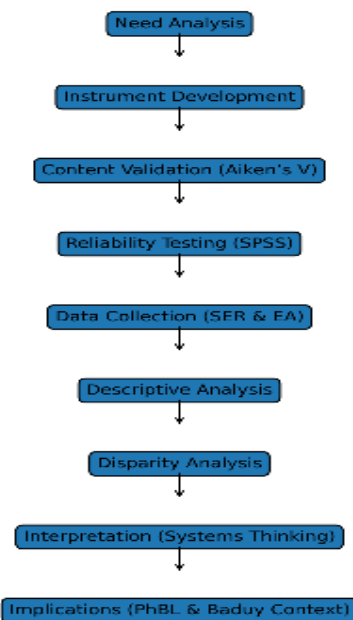 Need Analysis
Instrument Development
Content Validation (Aiken's V)
Reliability Testing (SPSS)
Data Collection (SER & EA)
Descriptive Analysis
Disparity Analysis
Interpretation (Systems Thinking)
Implications (PhBL & Baduy Context)